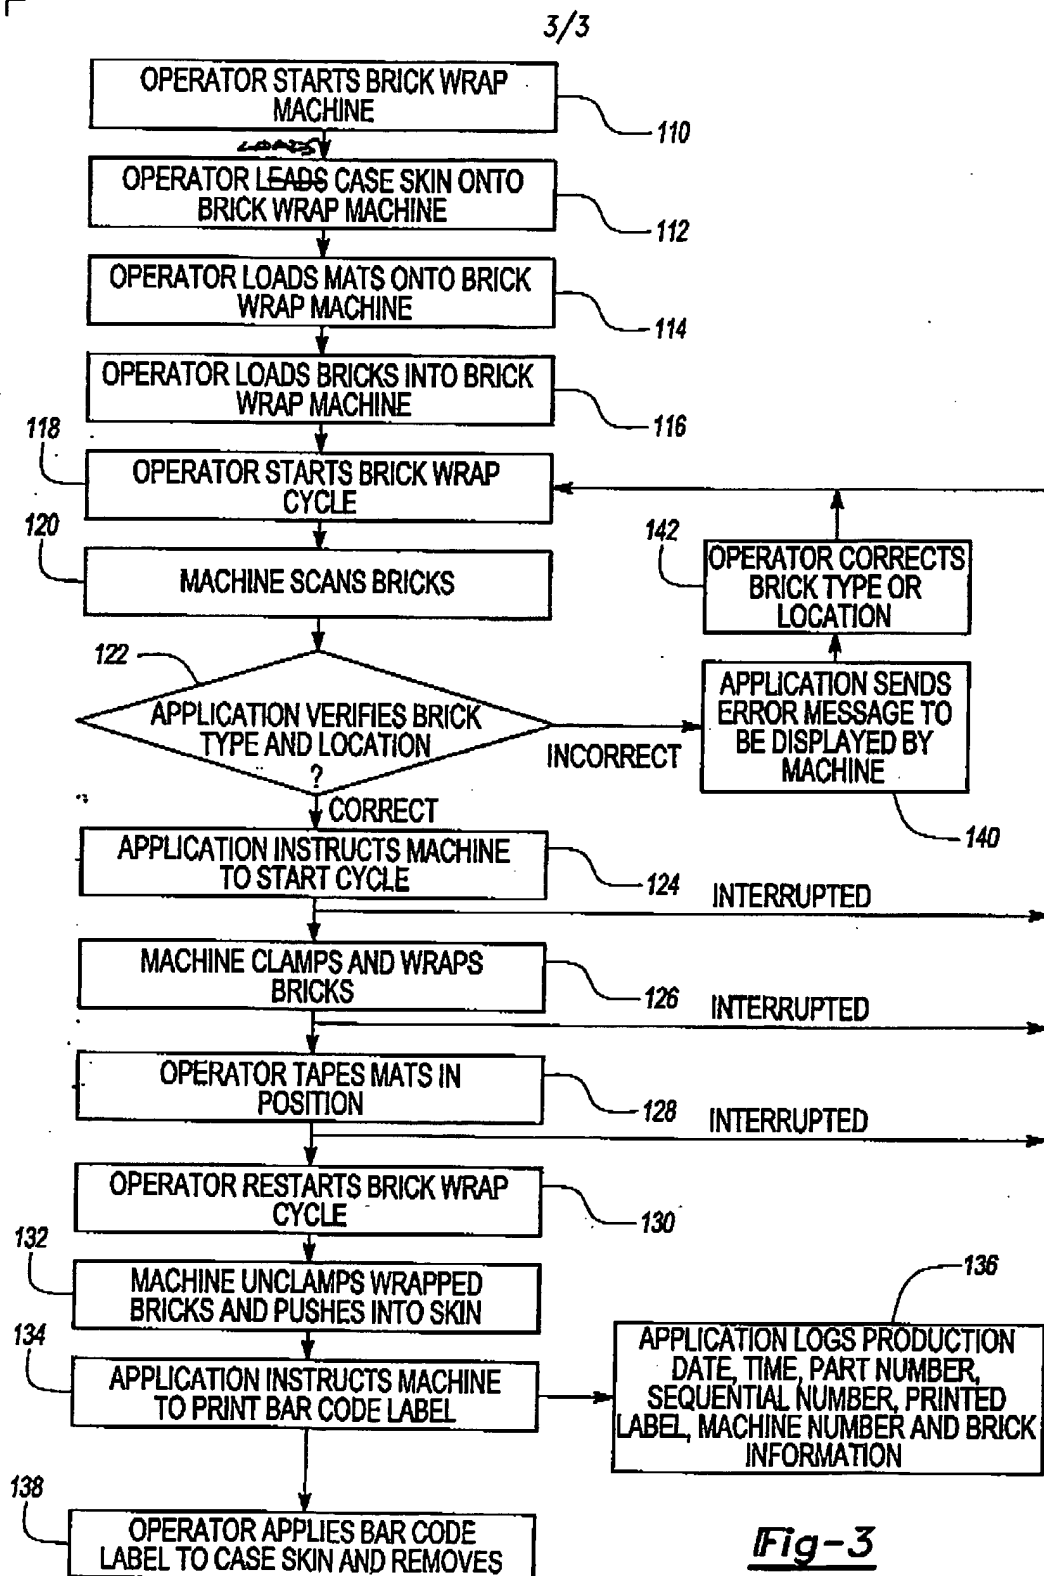 3/3
OPERATOR STARTS BRICK WRAP
MACHINE
110
LOADS
OPERATOR LEADS CASE SKIN ONTO
BRICK WRAP MACHINE
112
OPERATOR LOADS MATS ONTO BRICK
WRAP MACHINE
114
OPERATOR LOADS BRICKS INTO BRICK
WRAP MACHINE
116
118
OPERATOR STARTS BRICK WRAP
CYCLE
120
MACHINE SCANS BRICKS
142
OPERATOR CORRECTS
BRICK TYPE OR
LOCATION
122
APPLICATION VERIFIES BRICK
TYPE AND LOCATION
?
INCORRECT
APPLICATION SENDS
ERROR MESSAGE TO
BE DISPLAYED BY
MACHINE
140
CORRECT
APPLICATION INSTRUCTS MACHINE
TO START CYCLE
124
INTERRUPTED
MACHINE CLAMPS AND WRAPS
BRICKS
126
INTERRUPTED
OPERATOR TAPES MATS IN
POSITION
128
INTERRUPTED
OPERATOR RESTARTS BRICK WRAP
CYCLE
130
132
MACHINE UNCLAMPS WRAPPED
BRICKS AND PUSHES INTO SKIN
134
APPLICATION INSTRUCTS MACHINE
TO PRINT BAR CODE LABEL
136
APPLICATION LOGS PRODUCTION
DATE, TIME, PART NUMBER,
SEQUENTIAL NUMBER, PRINTED
LABEL, MACHINE NUMBER AND BRICK
INFORMATION
138
OPERATOR APPLIES BAR CODE
LABEL TO CASE SKIN AND REMOVES
Fig-3